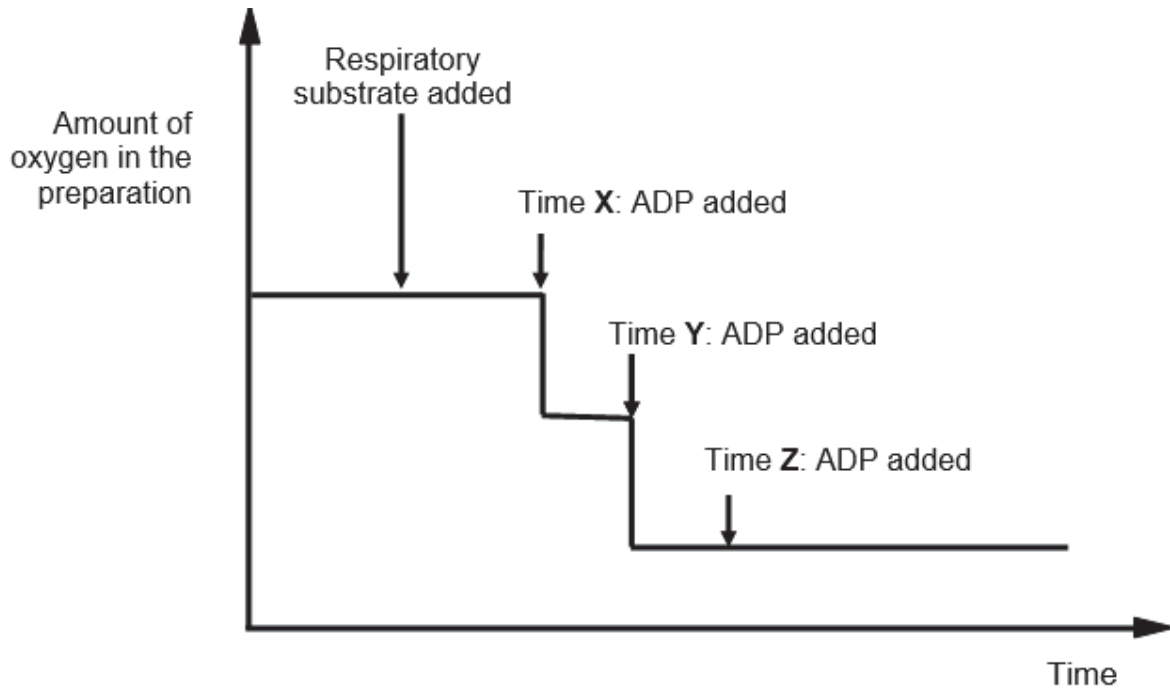 Respiratory
substrate added
Amount of
oxygen in the
preparation
Time X: ADP added
Time Y: ADP added
Time Z: ADP added
Time